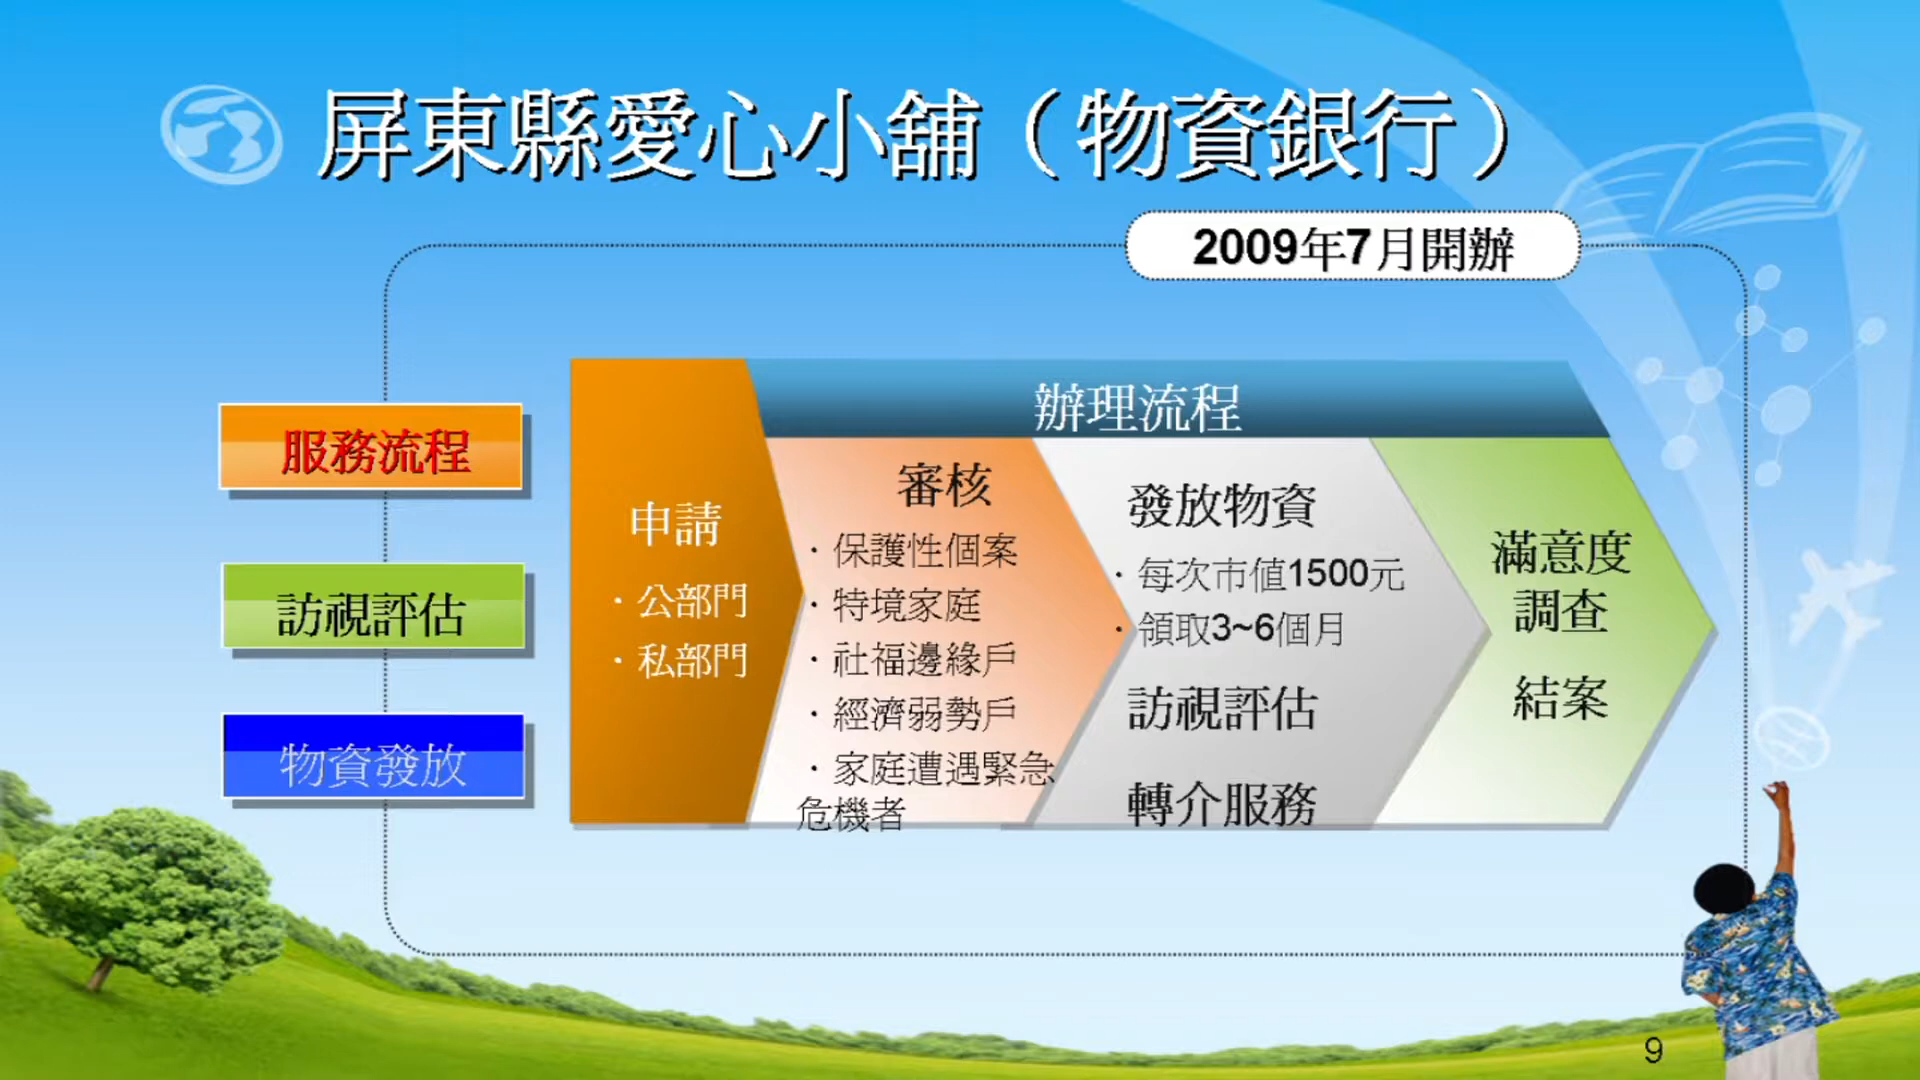 屏東縣愛心小舖（物資銀行）
2009年7月開辦
服務流程
訪視評估
物資發放
辦理流程
申請
．公部門
．私部門
審核
．保護性個案
．特境家庭
．社福邊緣戶
．經濟弱勢戶
．家庭遭遇緊急
危機者
發放物資
．每次市值1500元
．領取3~6個月
訪視評估
轉介服務
滿意度
調查
結案
9